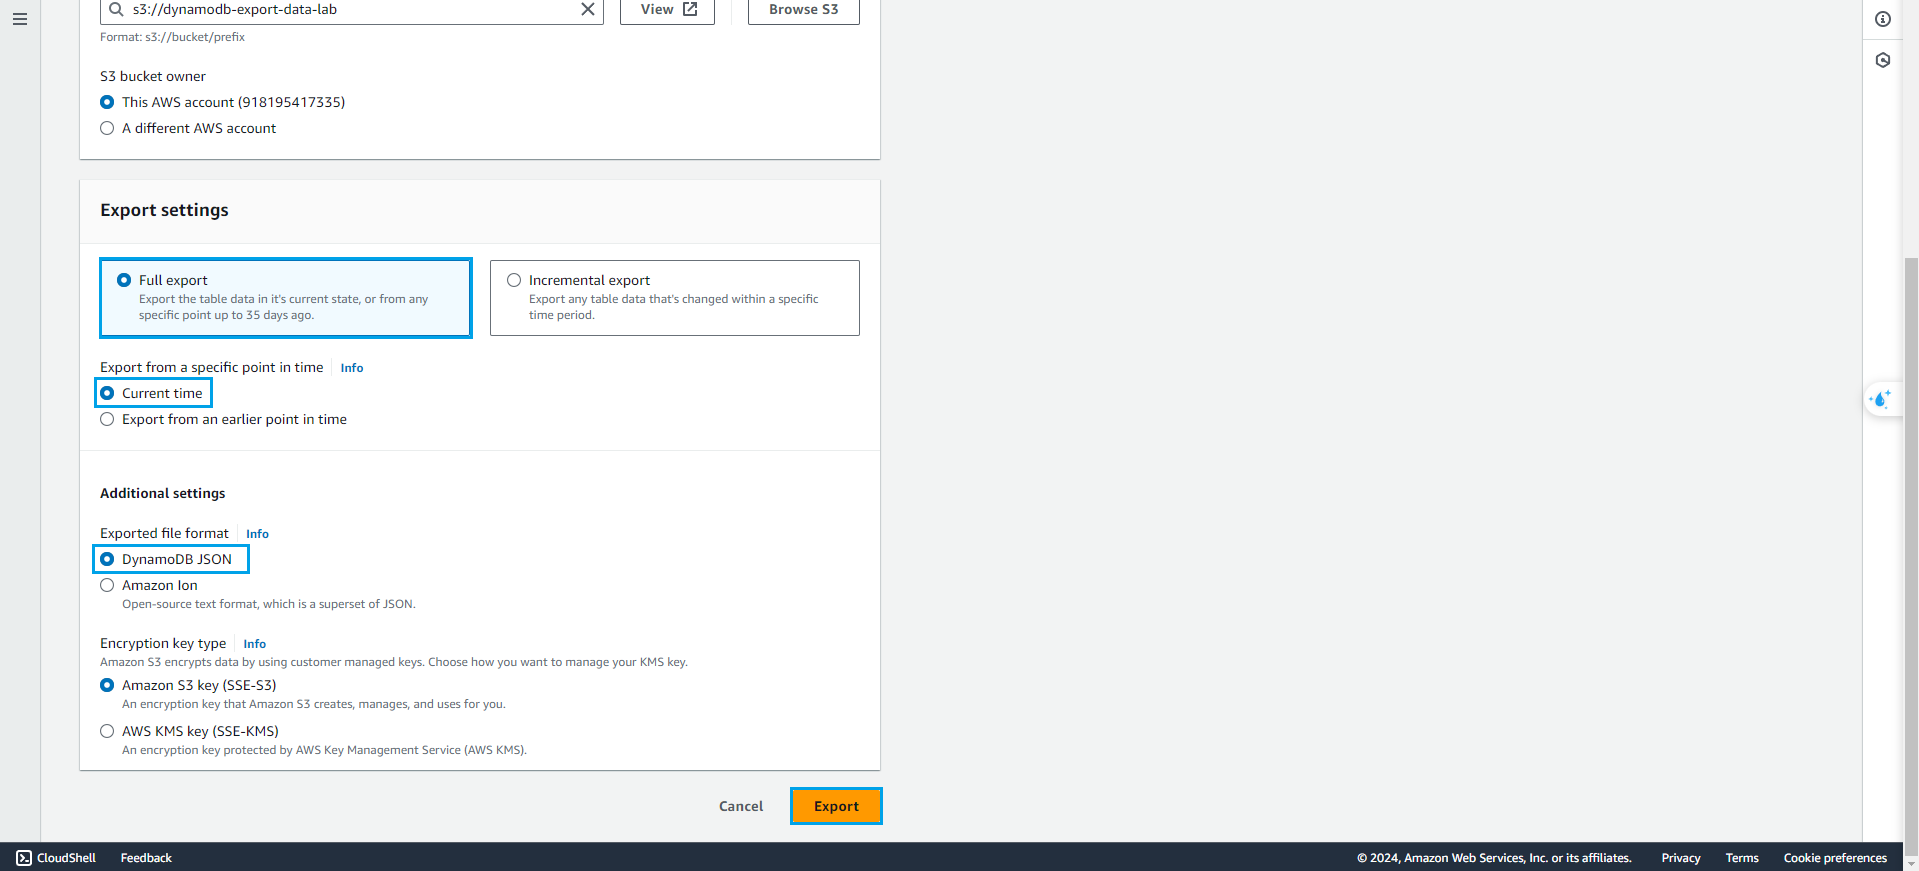 s3://dynamodb-export-data-lab
View
Browse S3
Format: s3://bucket/prefix
S3 bucket owner
This AWS account (918195417335)
A different AWS account
Export settings
Full export
Export the table data in it's current state, or from any
specific point up to 35 days ago.
Incremental export
Export any table data that's changed within a specific
time period.
Export from a specific point in time Info
Current time
Export from an earlier point in time
Additional settings
Exported file format Info
DynamoDB JSON
Amazon Ion
Open-source text format, which is a superset of JSON.
Encryption key type Info
Amazon S3 encrypts data by using customer managed keys. Choose how you want to manage your KMS key.
Amazon S3 key (SSE-S3)
An encryption key that Amazon S3 creates, manages, and uses for you.
AWS KMS key (SSE-KMS)
An encryption key protected by AWS Key Management Service (AWS KMS).
Cancel Export
CloudShell Feedback © 2024, Amazon Web Services, Inc. or its affiliates. Privacy Terms Cookie preferences